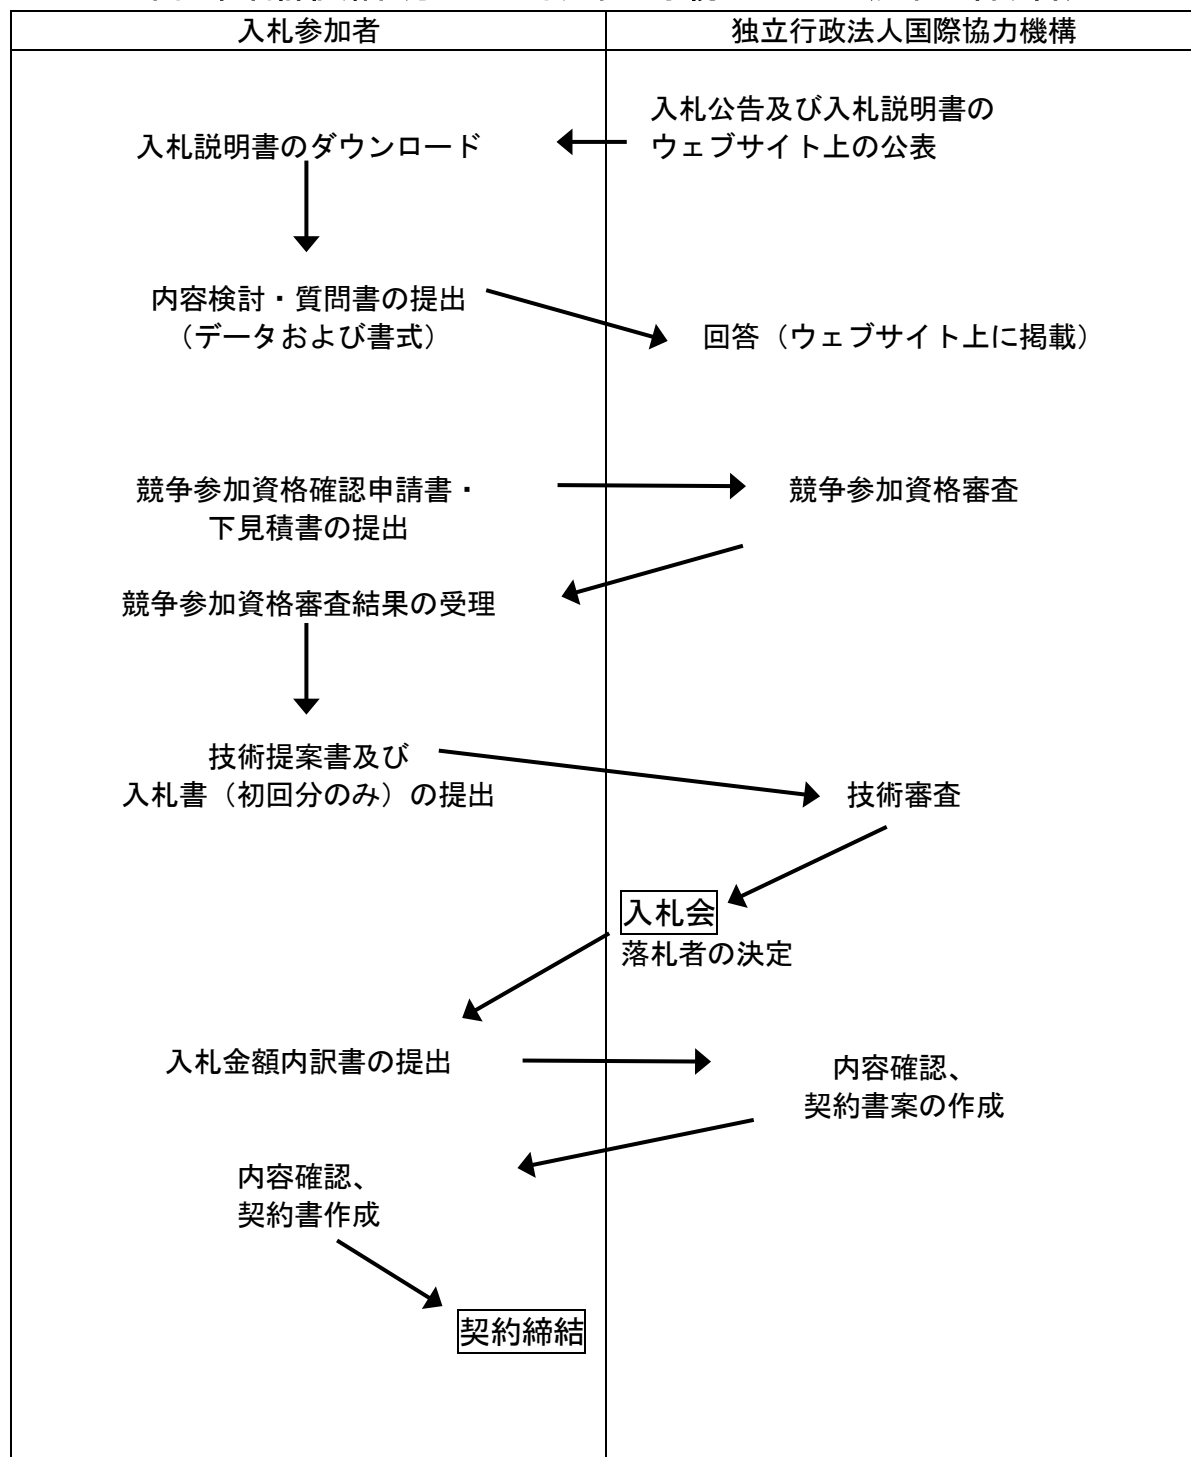 入札参加者
独立行政法人国際協力機構
入札公告及び入札説明書の
ウェブサイト上の公表
入札説明書のダウンロード
内容検討・質問書の提出
（データおよび書式）
回答（ウェブサイト上に掲載）
競争参加資格確認申請書・
下見積書の提出
競争参加資格審査
競争参加資格審査結果の受理
技術提案書及び
入札書（初回分のみ）の提出
技術審査
入札会
落札者の決定
入札金額内訳書の提出
内容確認、
契約書案の作成
内容確認、
契約書作成
契約締結